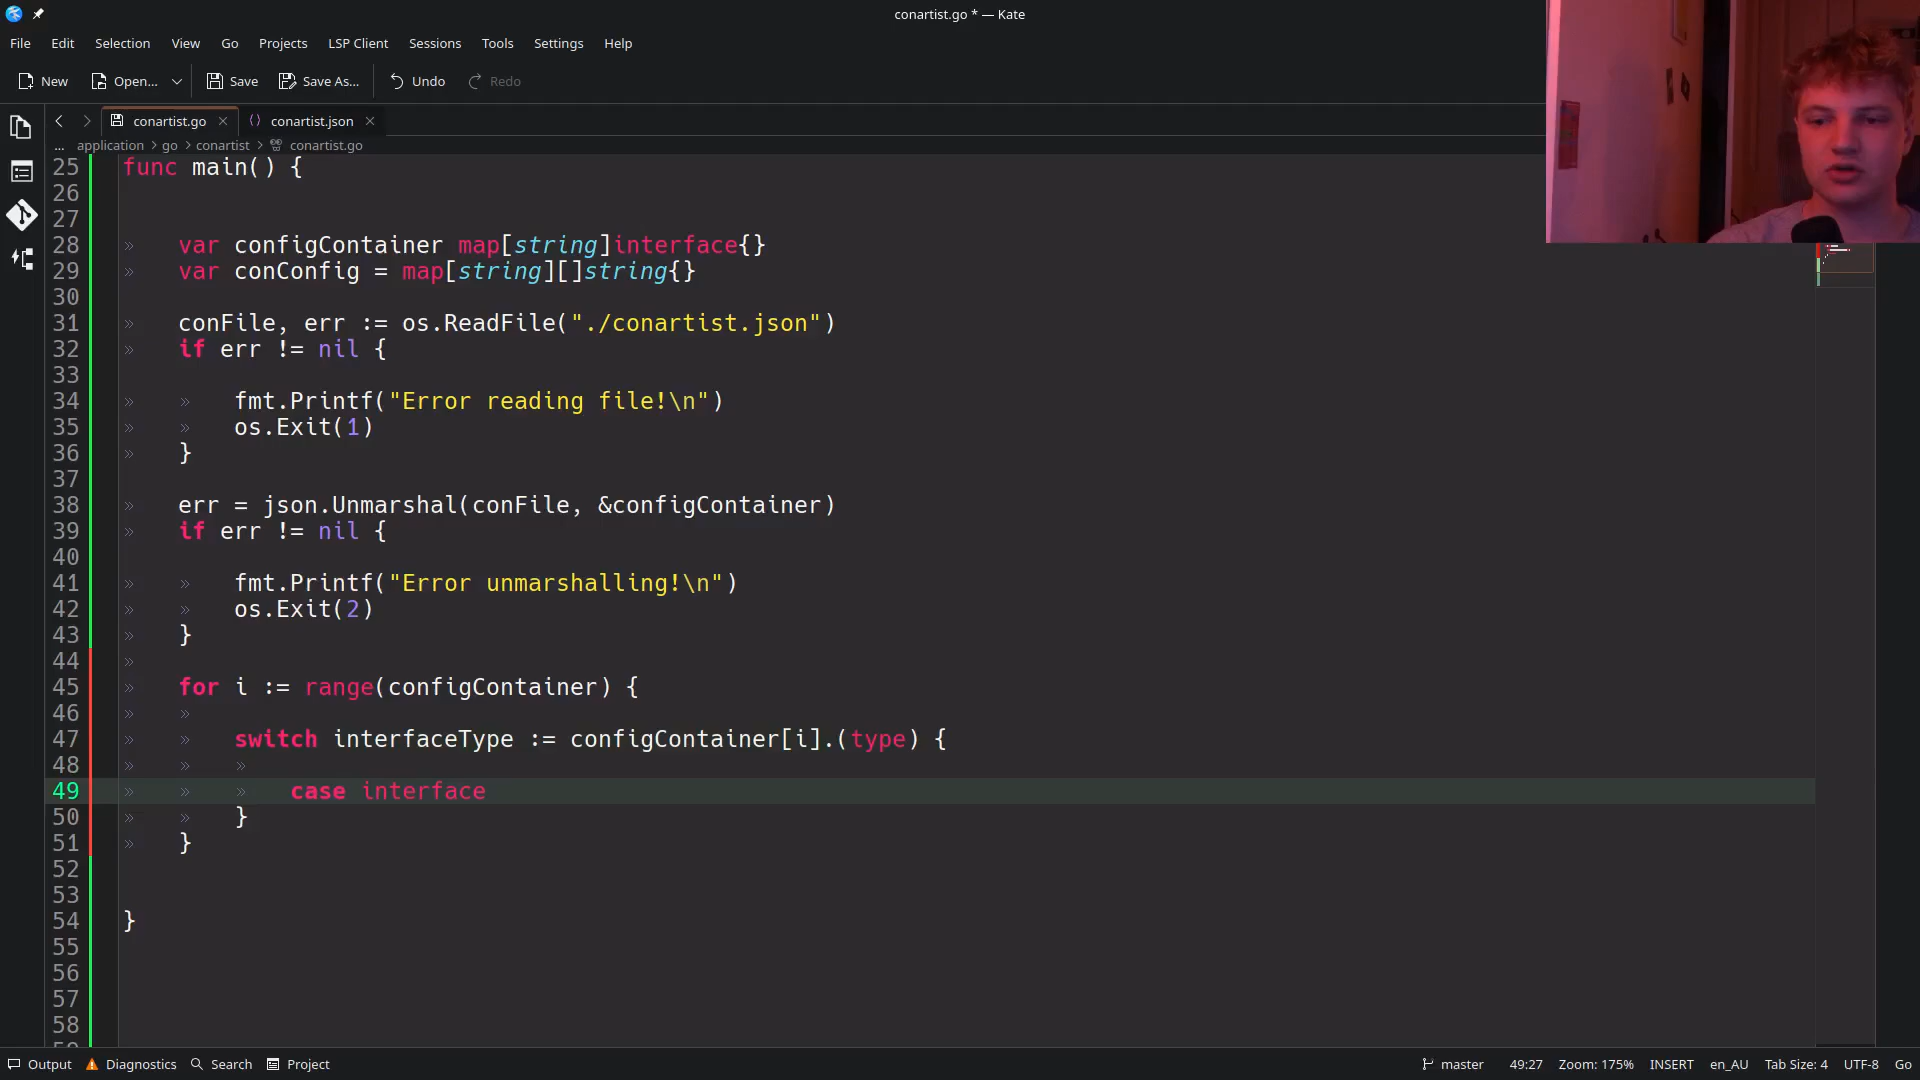 conartist.go * — Kate
File Edit Selection View Go Projects LSP Client Sessions Tools Settings Help
New Open... Save Save As... Undo Redo
conartist.go conartist.json
... application go conartist conartist.go
25 func main() {
26
27
28 » var configContainer map[string]interface{}
29 » var conConfig = map[string][]string{}
30
31 » conFile, err := os.ReadFile("./conartist.json")
32 » if err != nil {
33
34 » » fmt.Printf("Error reading file!\n")
35 » » os.Exit(1)
36 » }
37
38 » err = json.Unmarshal(conFile, &configContainer)
39 » if err != nil {
40
41 » » fmt.Printf("Error unmarshalling!\n")
42 » » os.Exit(2)
43 » }
44 »
45 » for i := range(configContainer) {
46 » »
47 » » switch interfaceType := configContainer[i].(type) {
48 » » »
49 » » » case interface
50 » » }
51 » }
52
53
54 }
55
56
57
58
Output Diagnostics Search Project master 49:27 Zoom: 175% INSERT en_AU Tab Size: 4 UTF-8 Go